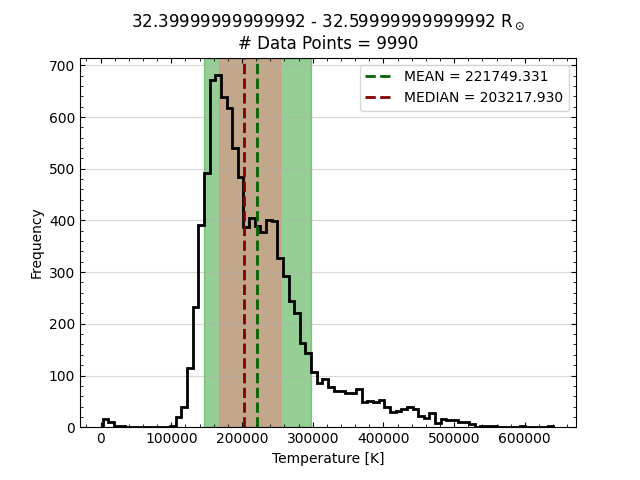 32.39999999999992 - 32.59999999999992 R⊙
# Data Points = 9990
MEAN = 221749.331
MEDIAN = 203217.930
Frequency
700
600
500
400
300
200
100
0
0 100000 200000 300000 400000 500000 600000
Temperature [K]